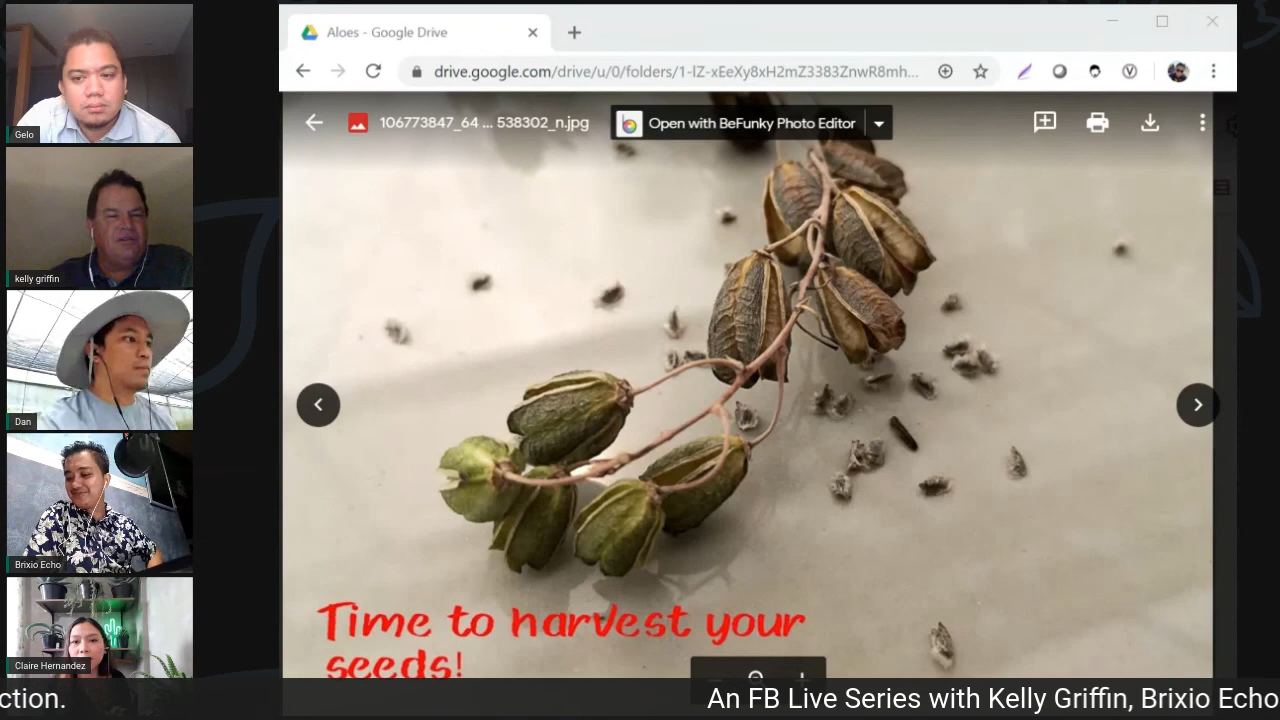 Gelo
kelly griffin
Dan
Brixio Echo
Claire Hernandez
Aloes - Google Drive
drive.google.com/drive/u/0/folders/1-lZ-xEeXy8xH2mZ3383ZnwR8mh...
106773847_64 ... 538302_n.jpg
Open with BeFunky Photo Editor
Time to harvest your
seeds!
ction.
An FB Live Series with Kelly Griffin, Brixio Echo